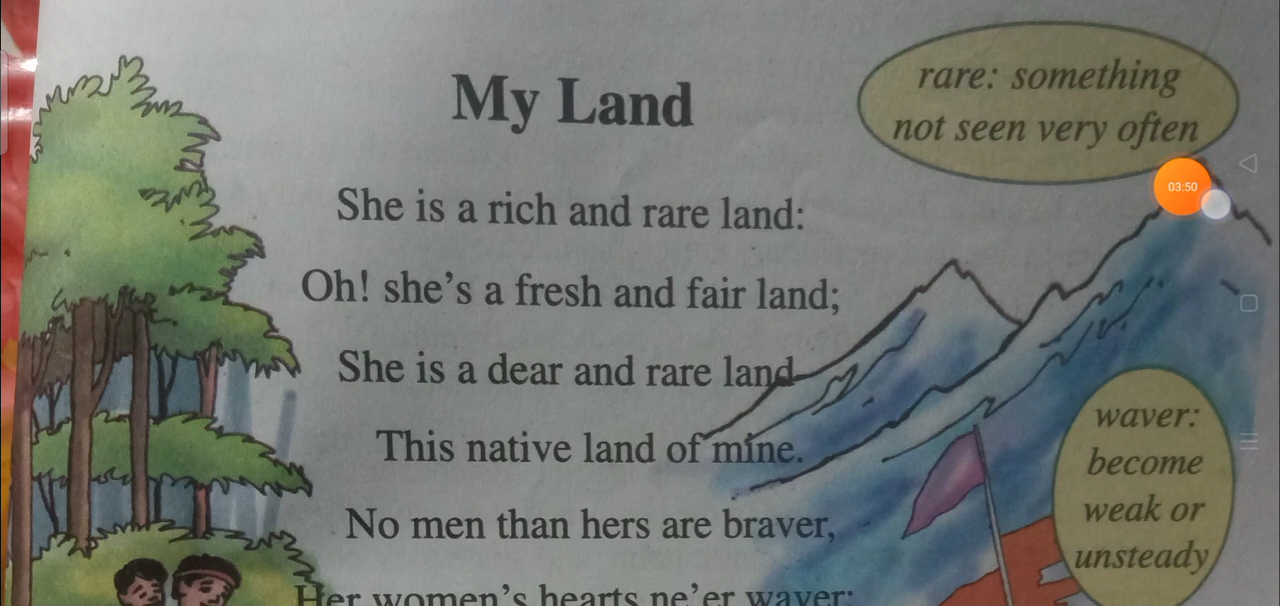 My Land
rare: something
not seen very often
03:50
She is a rich and rare land:
Oh! she's a fresh and fair land;
She is a dear and rare land
This native land of mine.
waver:
become
weak or
unsteady
No men than hers are braver,
Her women's hearts ne'er waver;